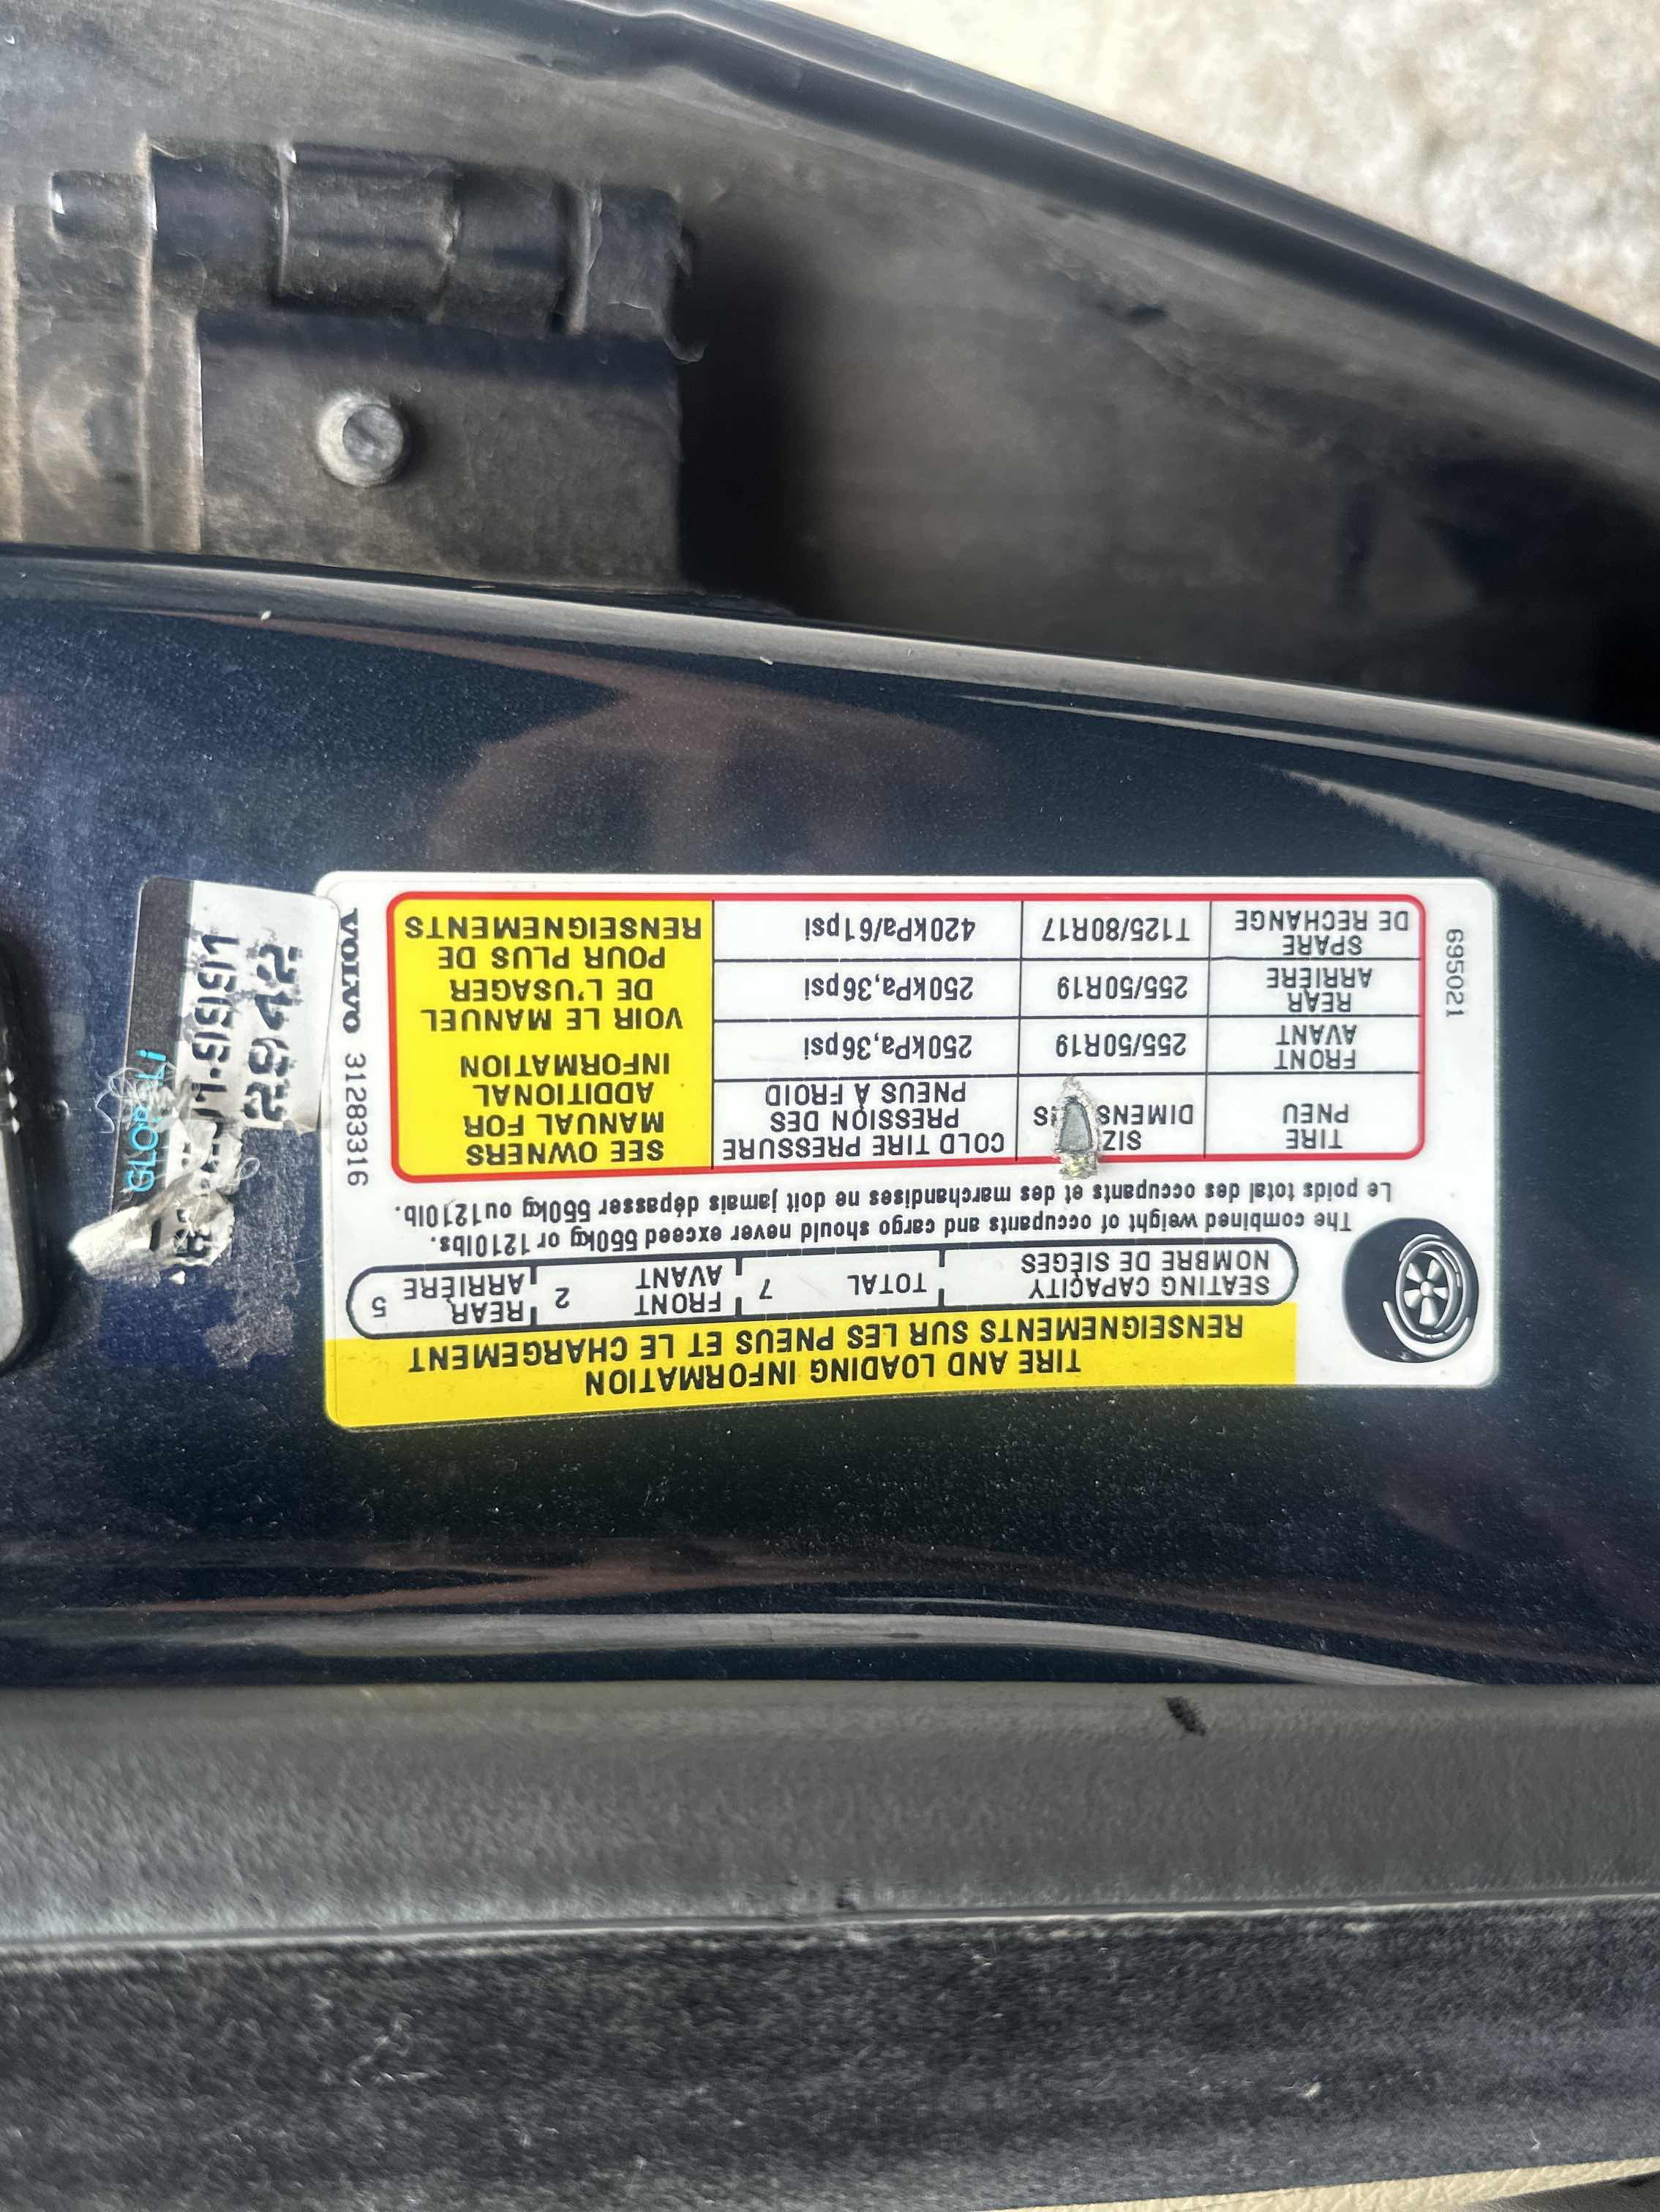 TIRE AND LOADING INFORMATION
RENSEIGNEMENTS SUR LES PNEUS ET LE CHARGEMENT
SEATING CAPACITY
NOMBRE DE SIÈGES
TOTAL 7
FRONT
AVANT
2
REAR
ARRIÈRE
5
The combined weight of occupants and cargo should never exceed 550kg or 1210lbs.
Le poids total des occupants et des marchandises ne doit jamais dépasser 550kg ou 1210lb.
TIRE
PNEU
SIZ
DIMENS IS
COLD TIRE PRESSURE
PRESSION DES
PNEUS À FROID
FRONT
AVANT
255/50R19
250kPa,36psi
REAR
ARRIÈRE
255/50R19
250kPa,36psi
SPARE
DE RECHANGE
T125/80R17
420kPa/61psi
SEE OWNERS
MANUAL FOR
ADDITIONAL
INFORMATION
VOIR LE MANUEL
DE L'USAGER
POUR PLUS DE
RENSEIGNEMENTS
695021
VOLVO 31283316
2842